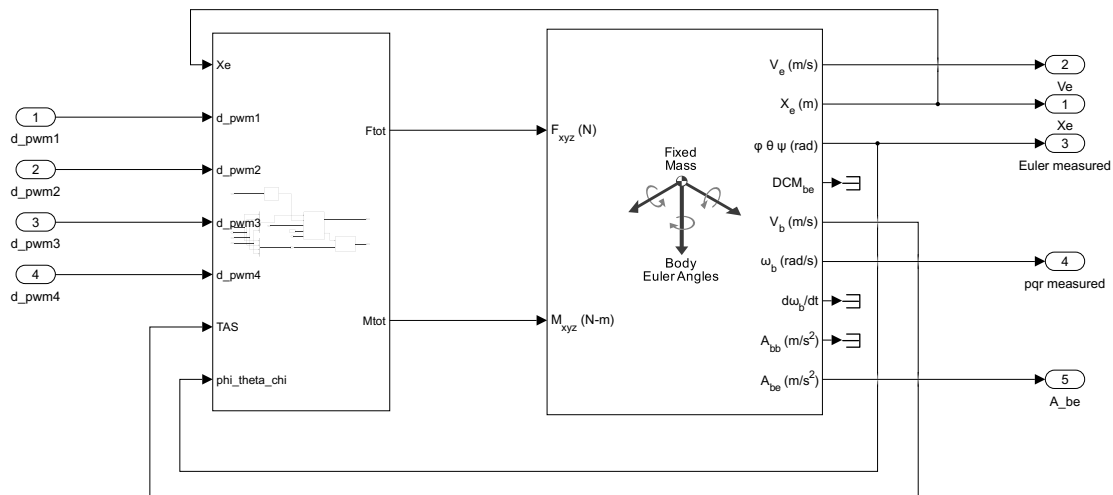 Xe
1
d_pwm1
d_pwm1
2
d_pwm2
d_pwm2
3
d_pwm3
d_pwm3
4
d_pwm4
d_pwm4
TAS
phi_theta_chi
Ftot
Mtot
F_xyz (N)
M_xyz (N-m)
Fixed
Mass
Body
Euler Angles
V_e (m/s)
X_e (m)
φ θ ψ (rad)
DCM_be
V_b (m/s)
ω_b (rad/s)
dω_b/dt
A_bb (m/s²)
A_be (m/s²)
2
Ve
1
Xe
3
Euler measured
4
pqr measured
5
A_be